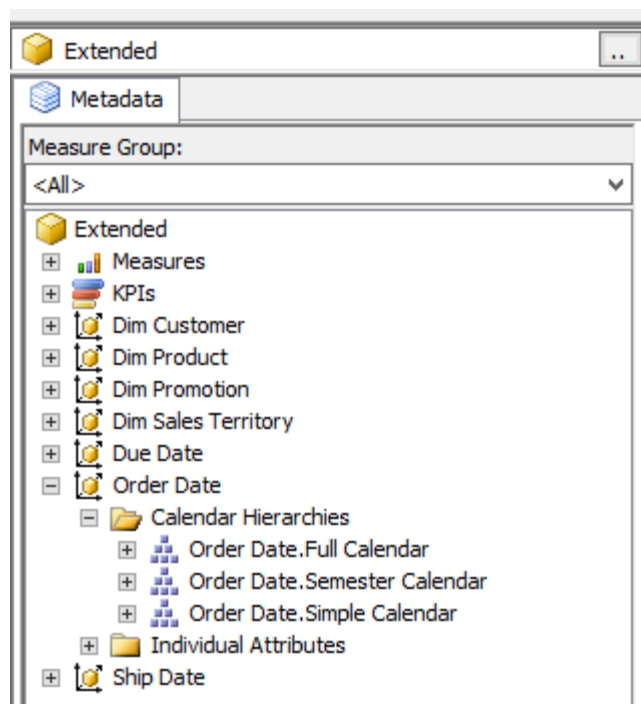 Extended
..
Metadata
Measure Group:
<All>
Extended
Measures
KPIs
Dim Customer
Dim Product
Dim Promotion
Dim Sales Territory
Due Date
Order Date
Calendar Hierarchies
Order Date.Full Calendar
Order Date.Semester Calendar
Order Date.Simple Calendar
Individual Attributes
Ship Date